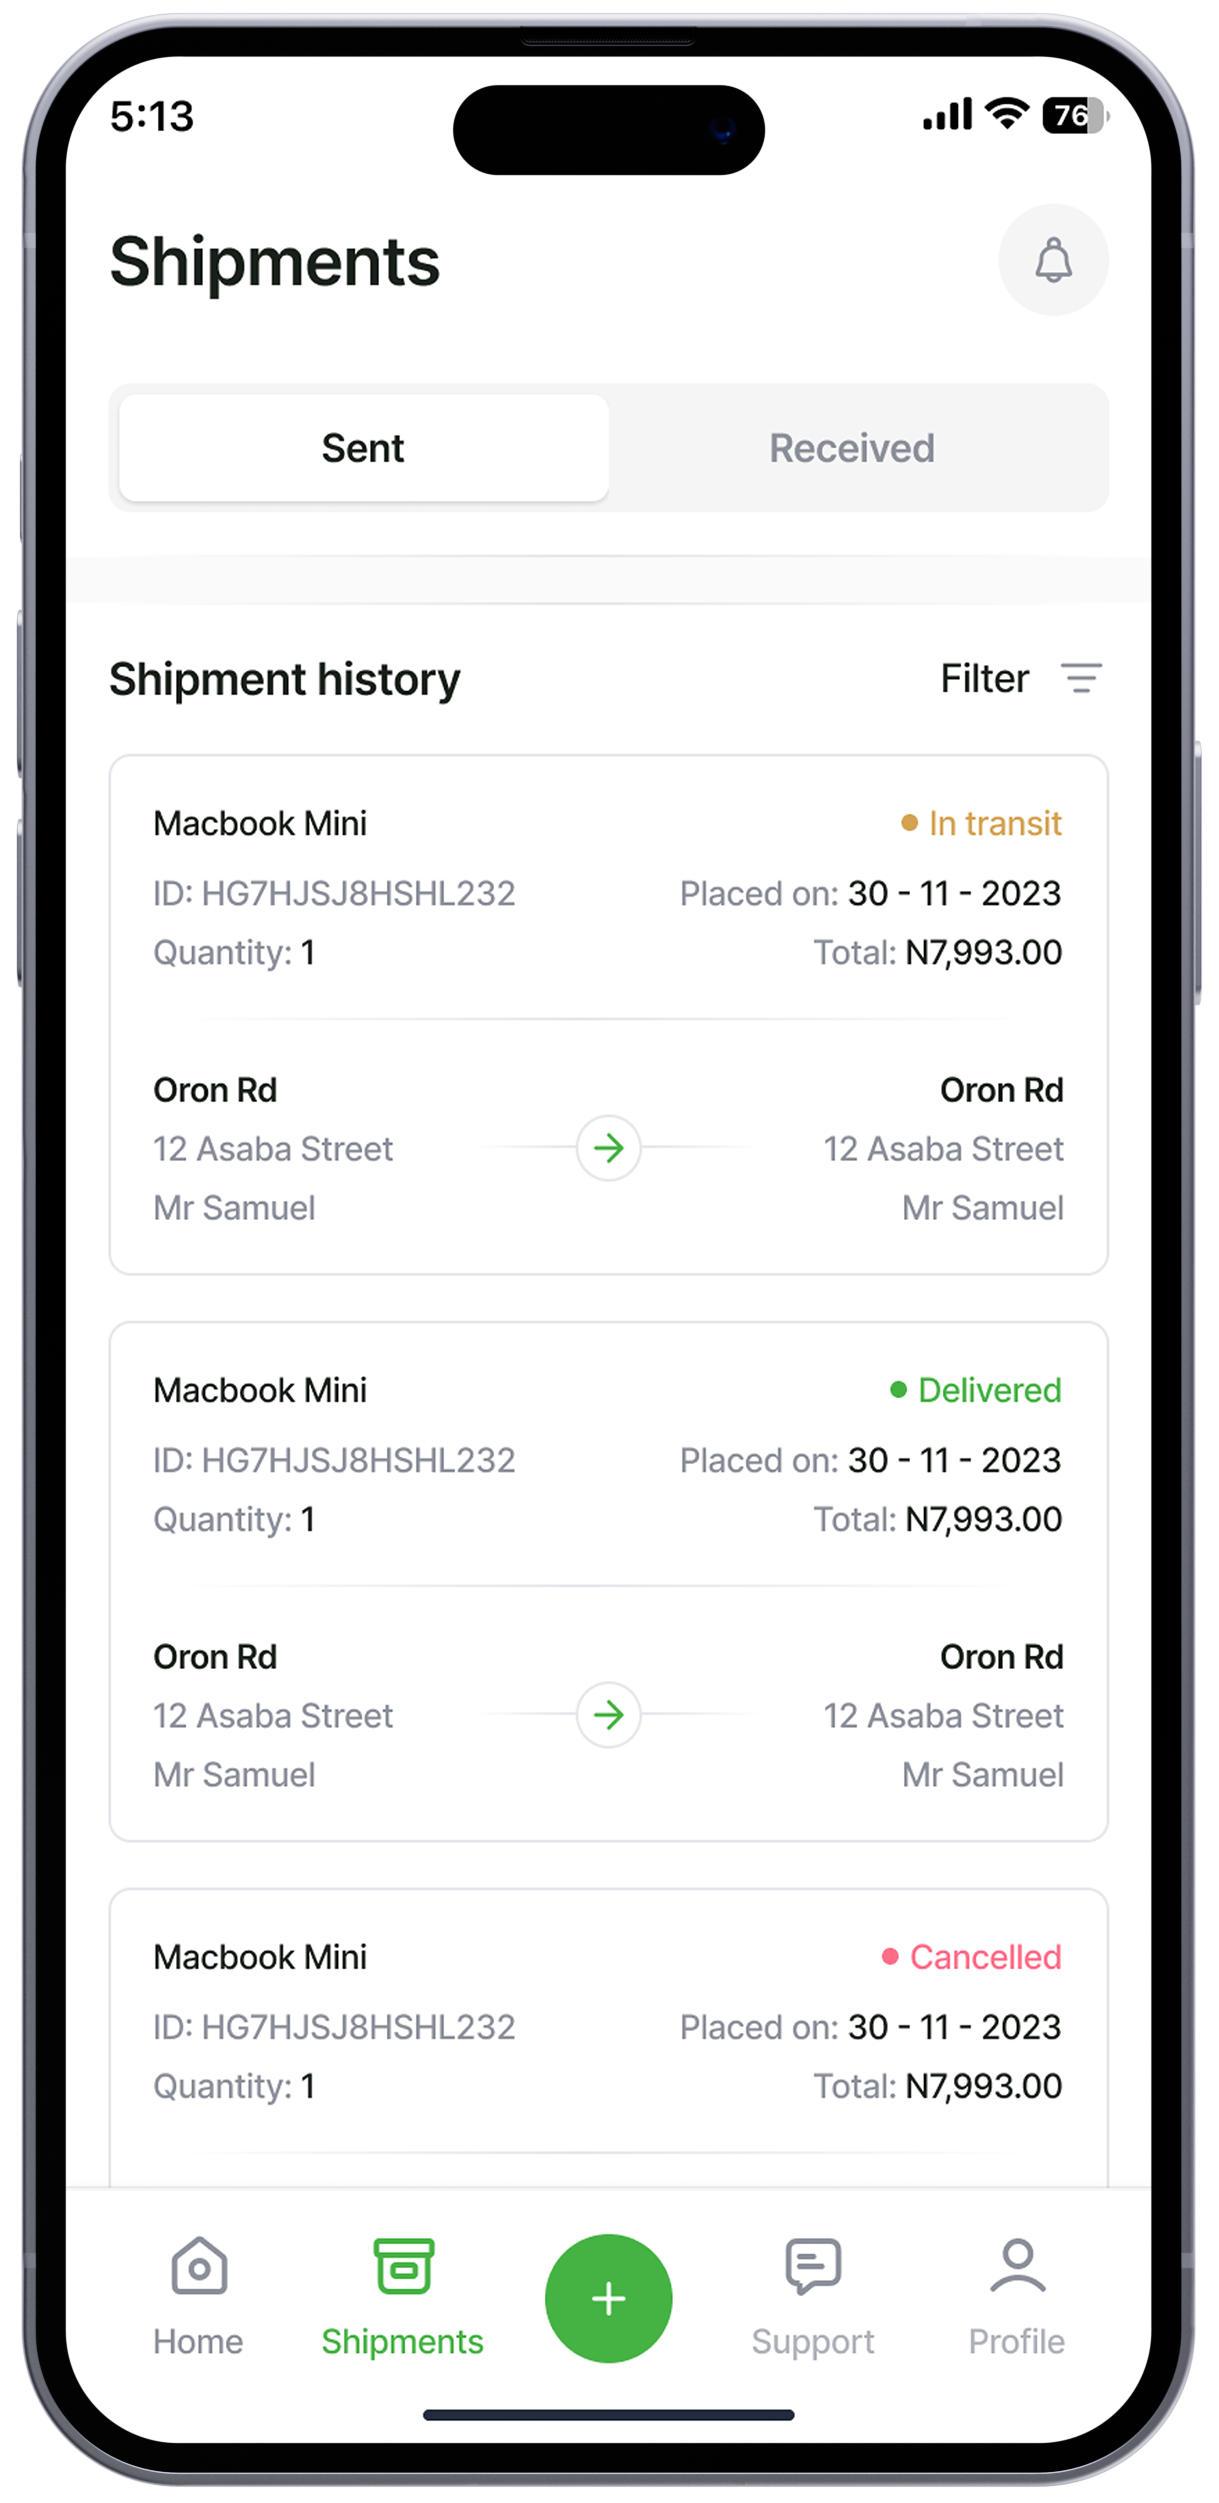 5:13
76
Shipments
Sent Received
Shipment history Filter
Macbook Mini In transit
ID: HG7HJSJ8HSHL232 Placed on: 30 - 11 - 2023
Quantity: 1 Total: N7,993.00
Oron Rd Oron Rd
12 Asaba Street 12 Asaba Street
Mr Samuel Mr Samuel
Macbook Mini Delivered
ID: HG7HJSJ8HSHL232 Placed on: 30 - 11 - 2023
Quantity: 1 Total: N7,993.00
Oron Rd Oron Rd
12 Asaba Street 12 Asaba Street
Mr Samuel Mr Samuel
Macbook Mini Cancelled
ID: HG7HJSJ8HSHL232 Placed on: 30 - 11 - 2023
Quantity: 1 Total: N7,993.00
Home Shipments Support Profile